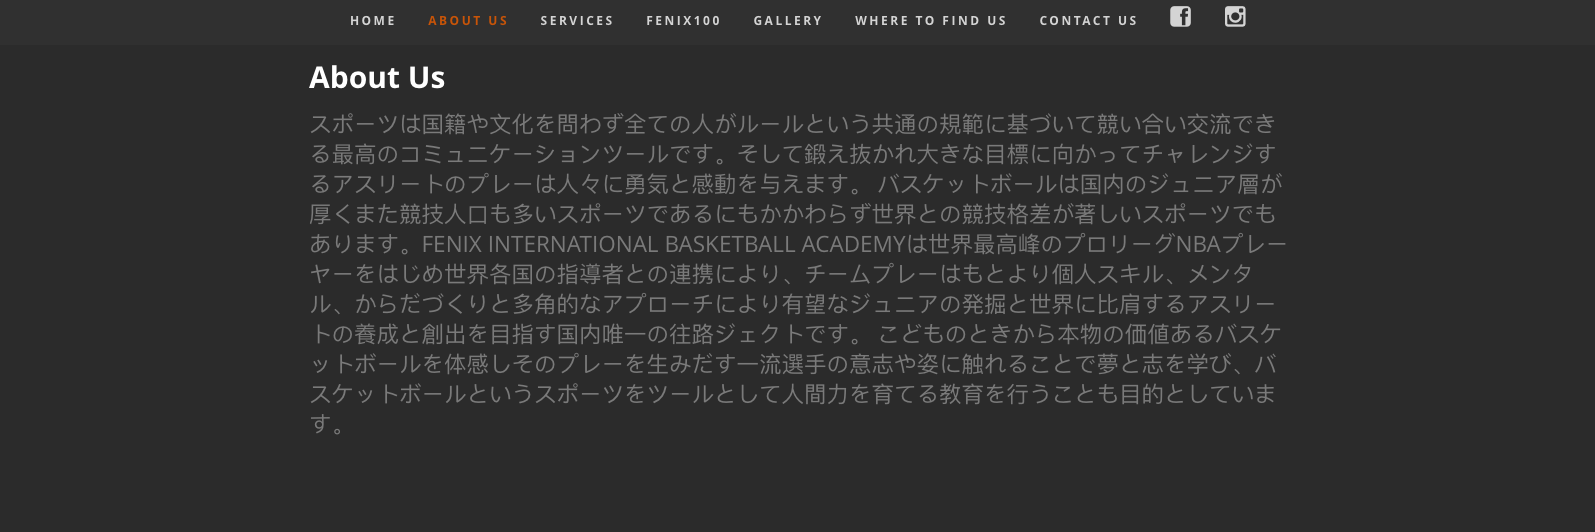 HOME ABOUT US SERVICES FENIX100 GALLERY WHERE TO FIND US CONTACT US
About Us
スポーツは国籍や文化を問わず全ての人がルールという共通の規範に基づいて競い合い交流でき
る最高のコミュニケーションツールです。そして鍛え抜かれ大きな目標に向かってチャレンジす
るアスリートのプレーは人々に勇気と感動を与えます。 バスケットボールは国内のジュニア層が
厚くまた競技人口も多いスポーツであるにもかかわらず世界との競技格差が著しいスポーツでも
あります。FENIX INTERNATIONAL BASKETBALL ACADEMYは世界最高峰のプロリーグNBAプレー
ヤーをはじめ世界各国の指導者との連携により、チームプレーはもとより個人スキル、メンタ
ル、からだづくりと多角的なアプローチにより有望なジュニアの発掘と世界に比肩するアスリー
トの養成と創出を目指す国内唯一の往路ジェクトです。 こどものときから本物の価値あるバスケ
ットボールを体感しそのプレーを生みだす一流選手の意志や姿に触れることで夢と志を学び、バ
スケットボールというスポーツをツールとして人間力を育てる教育を行うことも目的としていま
す。